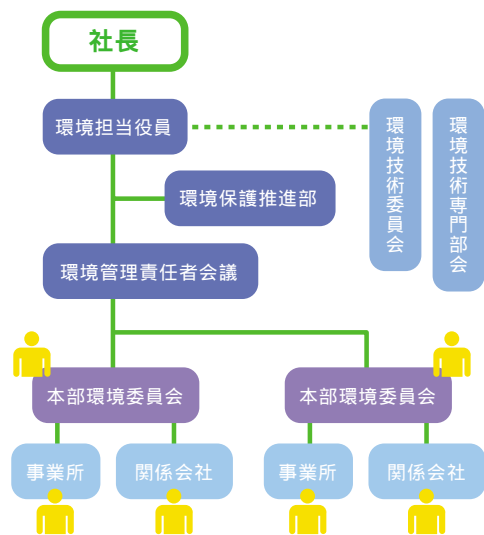 社長
環境担当役員
環境技術委員会
環境技術専門部会
環境保護推進部
環境管理責任者会議
本部環境委員会
本部環境委員会
事業所
関係会社
事業所
関係会社